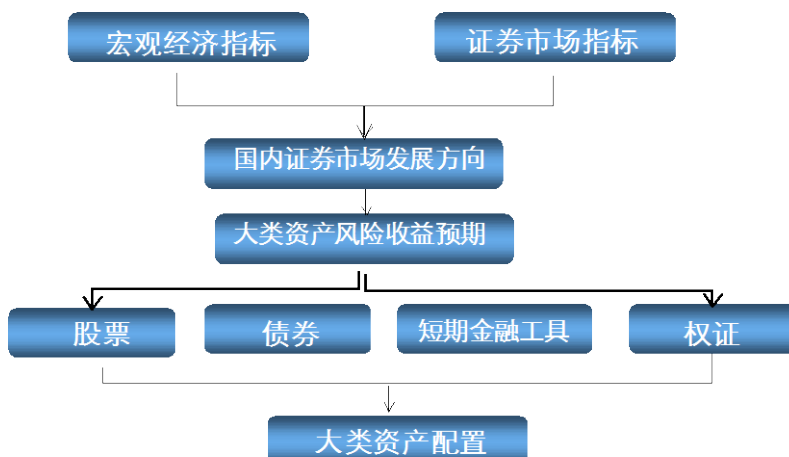 宏观经济指标
证券市场指标
国内证券市场发展方向
大类资产风险收益预期
股票
债券
短期金融工具
权证
大类资产配置